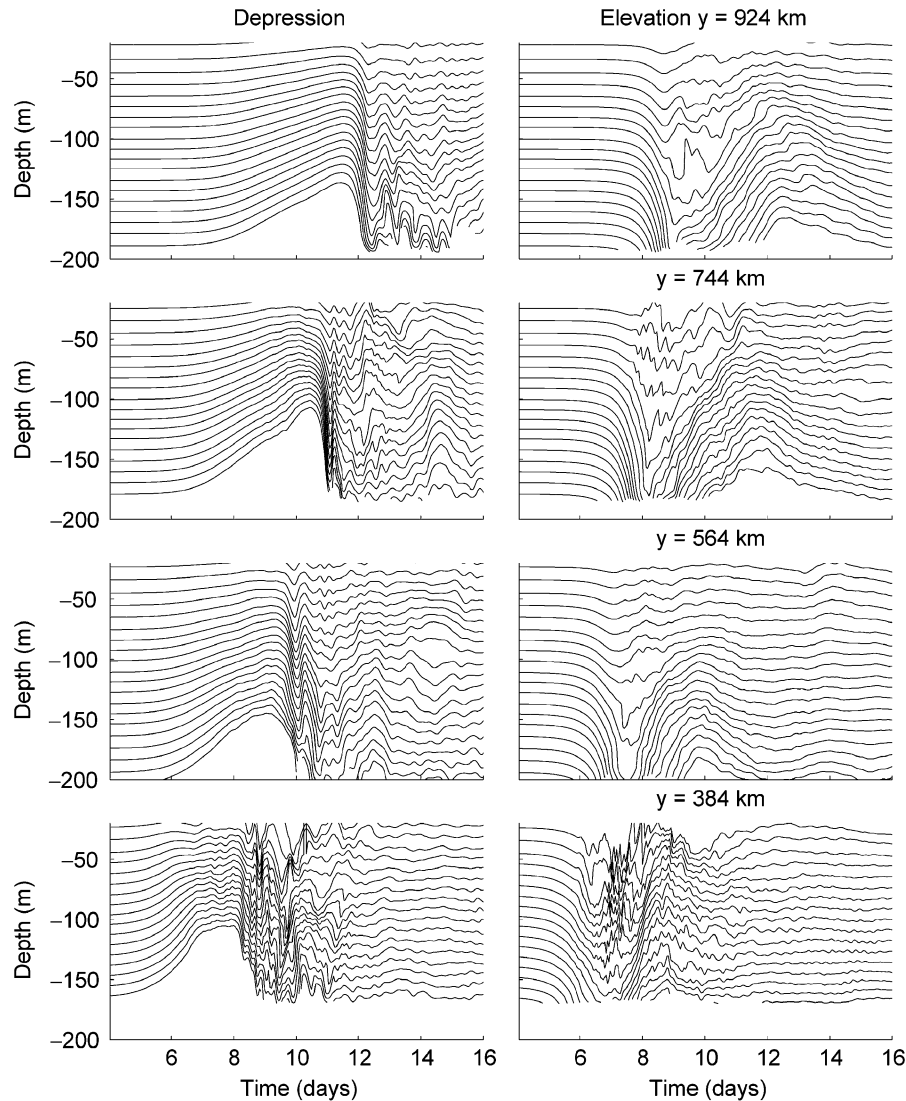 Depression
Elevation y = 924 km
Depth (m)
–50
–100
–150
–200
y = 744 km
Depth (m)
–50
–100
–150
–200
y = 564 km
Depth (m)
–50
–100
–150
–200
y = 384 km
Depth (m)
–50
–100
–150
–200
6 8 10 12 14 16
6 8 10 12 14 16
Time (days)
Time (days)